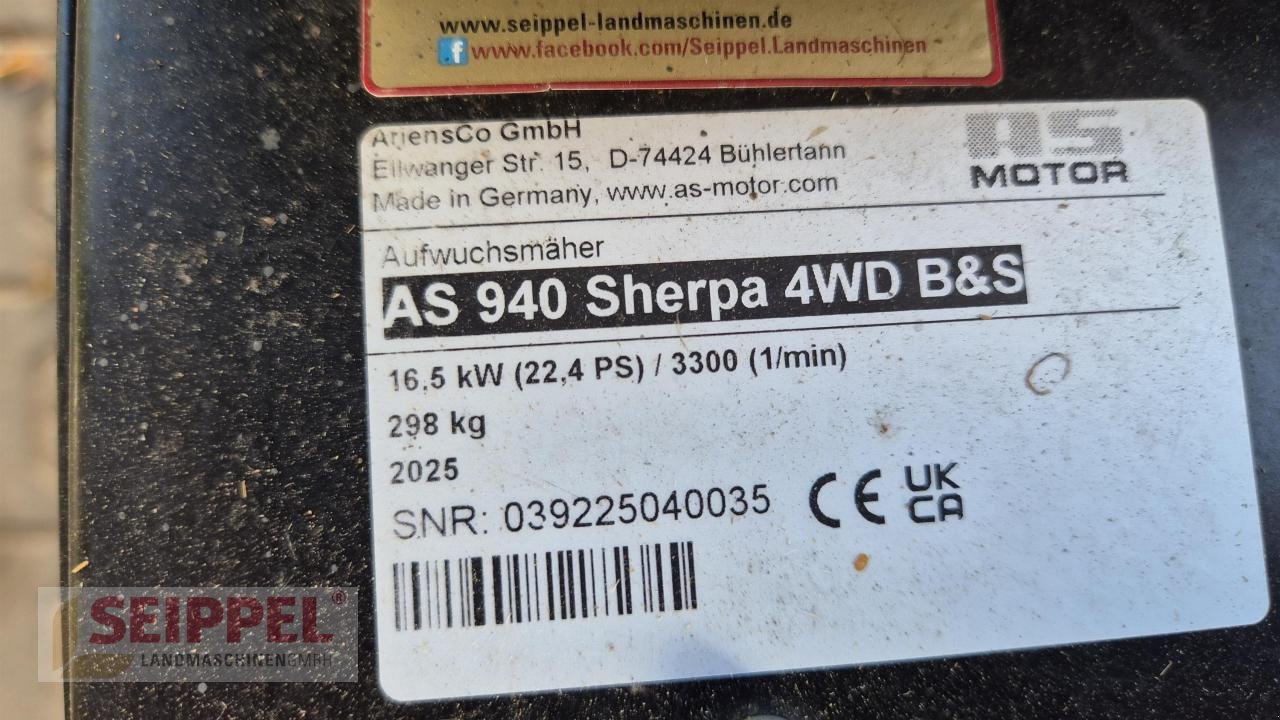 www.seippel-landmaschinen.de
f www.facebook.com/Seippel.Landmaschinen
AriensCo GmbH
Ellwanger Str. 15, D-74424 Bühlertann
Made in Germany, www.as-motor.com
AS
MOTOR
Aufwuchsmäher
AS 940 Sherpa 4WD B&S
16,5 kW (22,4 PS) / 3300 (1/min)
298 kg
2025
SNR: 039225040035
CE
UK
CA
SEIPPEL®
LANDMASCHINENGMBH